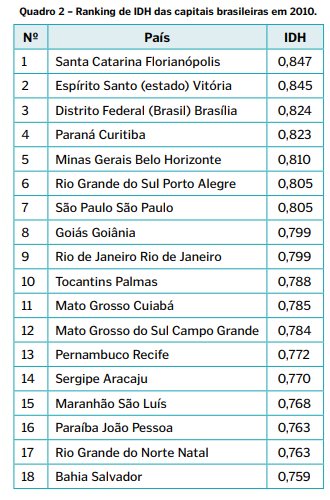 Quadro 2 – Ranking de IDH das capitais brasileiras em 2010.
Nº País IDH
1 Santa Catarina Florianópolis 0,847
2 Espírito Santo (estado) Vitória 0,845
3 Distrito Federal (Brasil) Brasília 0,824
4 Paraná Curitiba 0,823
5 Minas Gerais Belo Horizonte 0,810
6 Rio Grande do Sul Porto Alegre 0,805
7 São Paulo São Paulo 0,805
8 Goiás Goiânia 0,799
9 Rio de Janeiro Rio de Janeiro 0,799
10 Tocantins Palmas 0,788
11 Mato Grosso Cuiabá 0,785
12 Mato Grosso do Sul Campo Grande 0,784
13 Pernambuco Recife 0,772
14 Sergipe Aracaju 0,770
15 Maranhão São Luís 0,768
16 Paraíba João Pessoa 0,763
17 Rio Grande do Norte Natal 0,763
18 Bahia Salvador 0,759